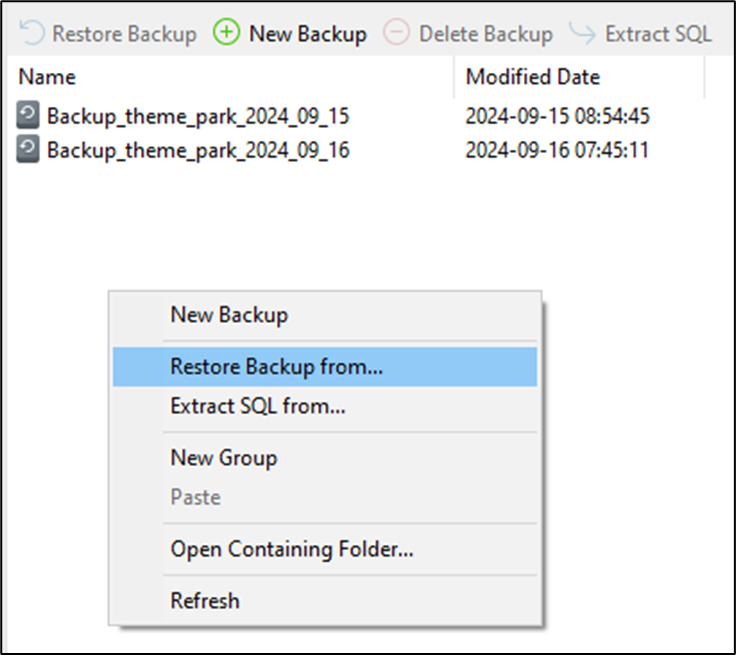 Restore Backup New Backup Delete Backup Extract SQL
Name Modified Date
Backup_theme_park_2024_09_15 2024-09-15 08:54:45
Backup_theme_park_2024_09_16 2024-09-16 07:45:11
New Backup
Restore Backup from...
Extract SQL from...
New Group
Paste
Open Containing Folder...
Refresh